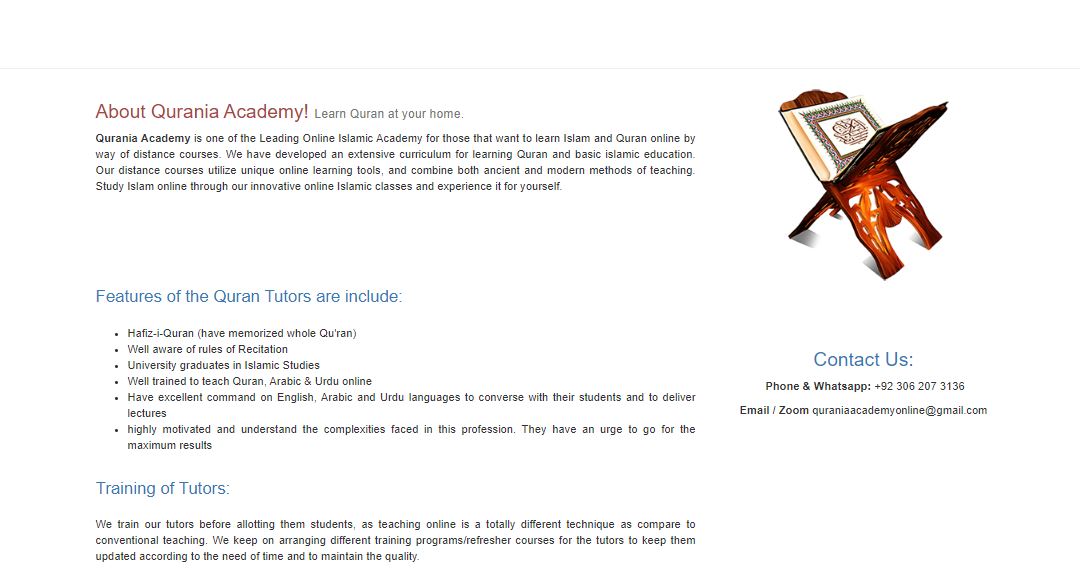 About Qurania Academy! Learn Quran at your home.
Qurania Academy is one of the Leading Online Islamic Academy for those that want to learn Islam and Quran online by
way of distance courses. We have developed an extensive curriculum for learning Quran and basic islamic education.
Our distance courses utilize unique online learning tools, and combine both ancient and modern methods of teaching.
Study Islam online through our innovative online Islamic classes and experience it for yourself.
Features of the Quran Tutors are include:
• Hafiz-i-Quran (have memorized whole Qu'ran)
• Well aware of rules of Recitation
• University graduates in Islamic Studies
• Well trained to teach Quran, Arabic & Urdu online
• Have excellent command on English, Arabic and Urdu languages to converse with their students and to deliver
lectures
• highly motivated and understand the complexities faced in this profession. They have an urge to go for the
maximum results
Training of Tutors:
We train our tutors before allotting them students, as teaching online is a totally different technique as compare to
conventional teaching. We keep on arranging different training programs/refresher courses for the tutors to keep them
updated according to the need of time and to maintain the quality.
Contact Us:
Phone & Whatsapp: +92 306 207 3136
Email / Zoom quraniaacademyonline@gmail.com